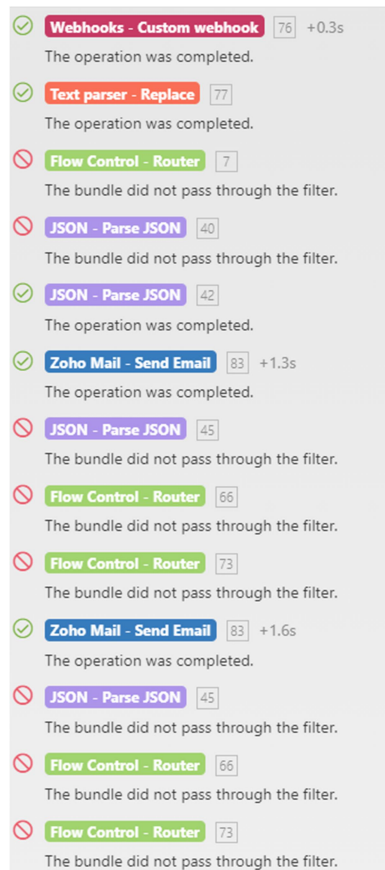 Webhooks - Custom webhook 76 +0.3s
The operation was completed.
Text parser - Replace 77
The operation was completed.
Flow Control - Router 7
The bundle did not pass through the filter.
JSON - Parse JSON 40
The bundle did not pass through the filter.
JSON - Parse JSON 42
The operation was completed.
Zoho Mail - Send Email 83 +1.3s
The operation was completed.
JSON - Parse JSON 45
The bundle did not pass through the filter.
Flow Control - Router 66
The bundle did not pass through the filter.
Flow Control - Router 73
The bundle did not pass through the filter.
Zoho Mail - Send Email 83 +1.6s
The operation was completed.
JSON - Parse JSON 45
The bundle did not pass through the filter.
Flow Control - Router 66
The bundle did not pass through the filter.
Flow Control - Router 73
The bundle did not pass through the filter.